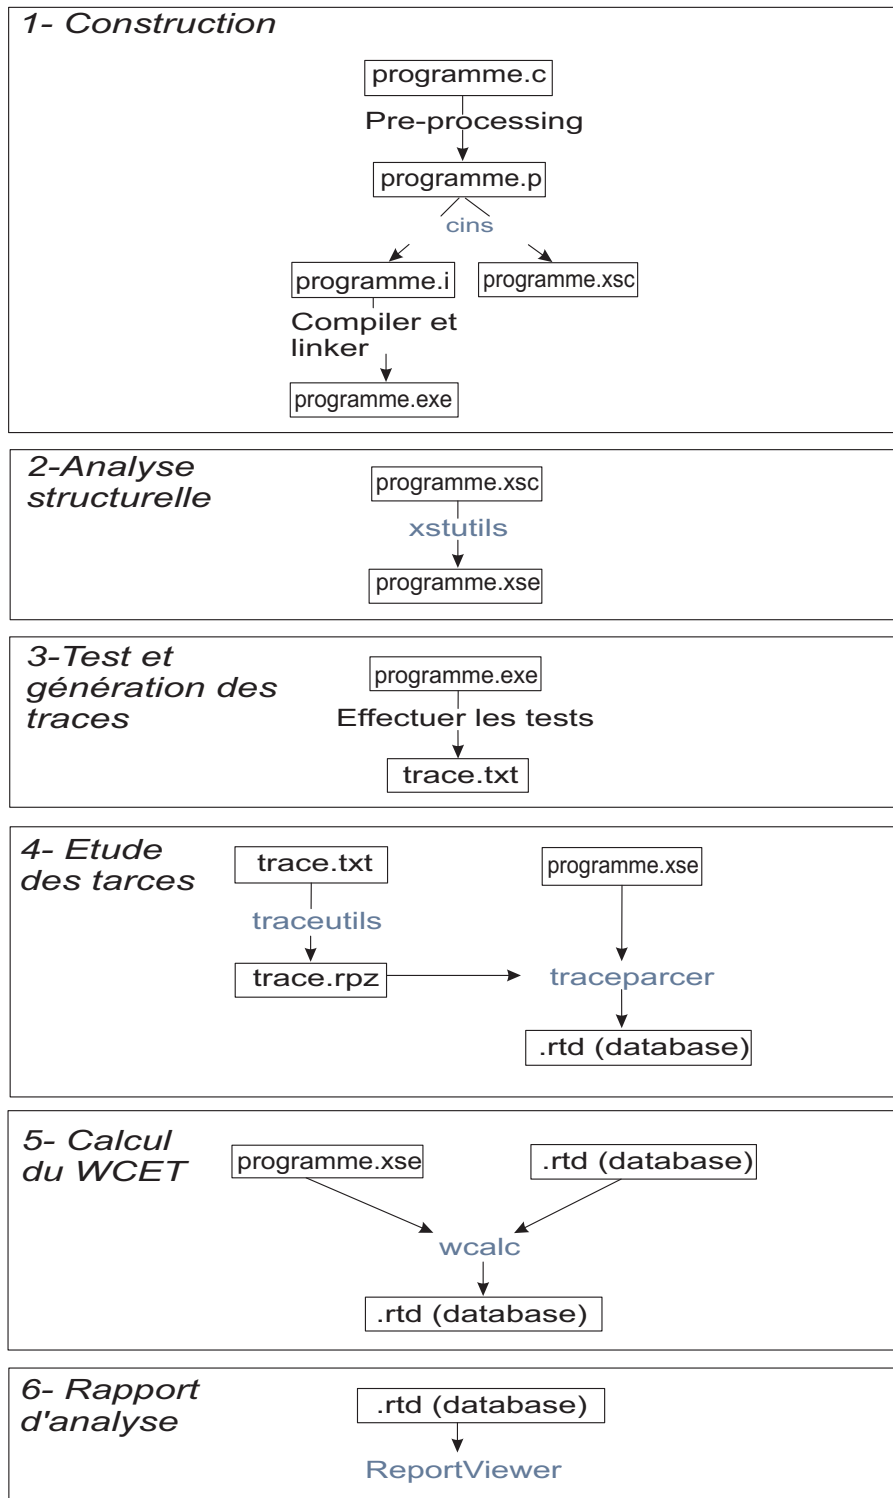 1- Construction
programme.c
Pre-processing
programme.p
cins
programme.i
programme.xsc
Compiler et
linker
programme.exe
2-Analyse
structurelle
programme.xsc
xstutils
programme.xse
3-Test et
génération des
traces
programme.exe
Effectuer les tests
trace.txt
4- Etude
des tarces
trace.txt
programme.xse
traceutils
trace.rpz
traceparcer
.rtd (database)
5- Calcul
du WCET
programme.xse
.rtd (database)
wcalc
.rtd (database)
6- Rapport
d'analyse
.rtd (database)
ReportViewer